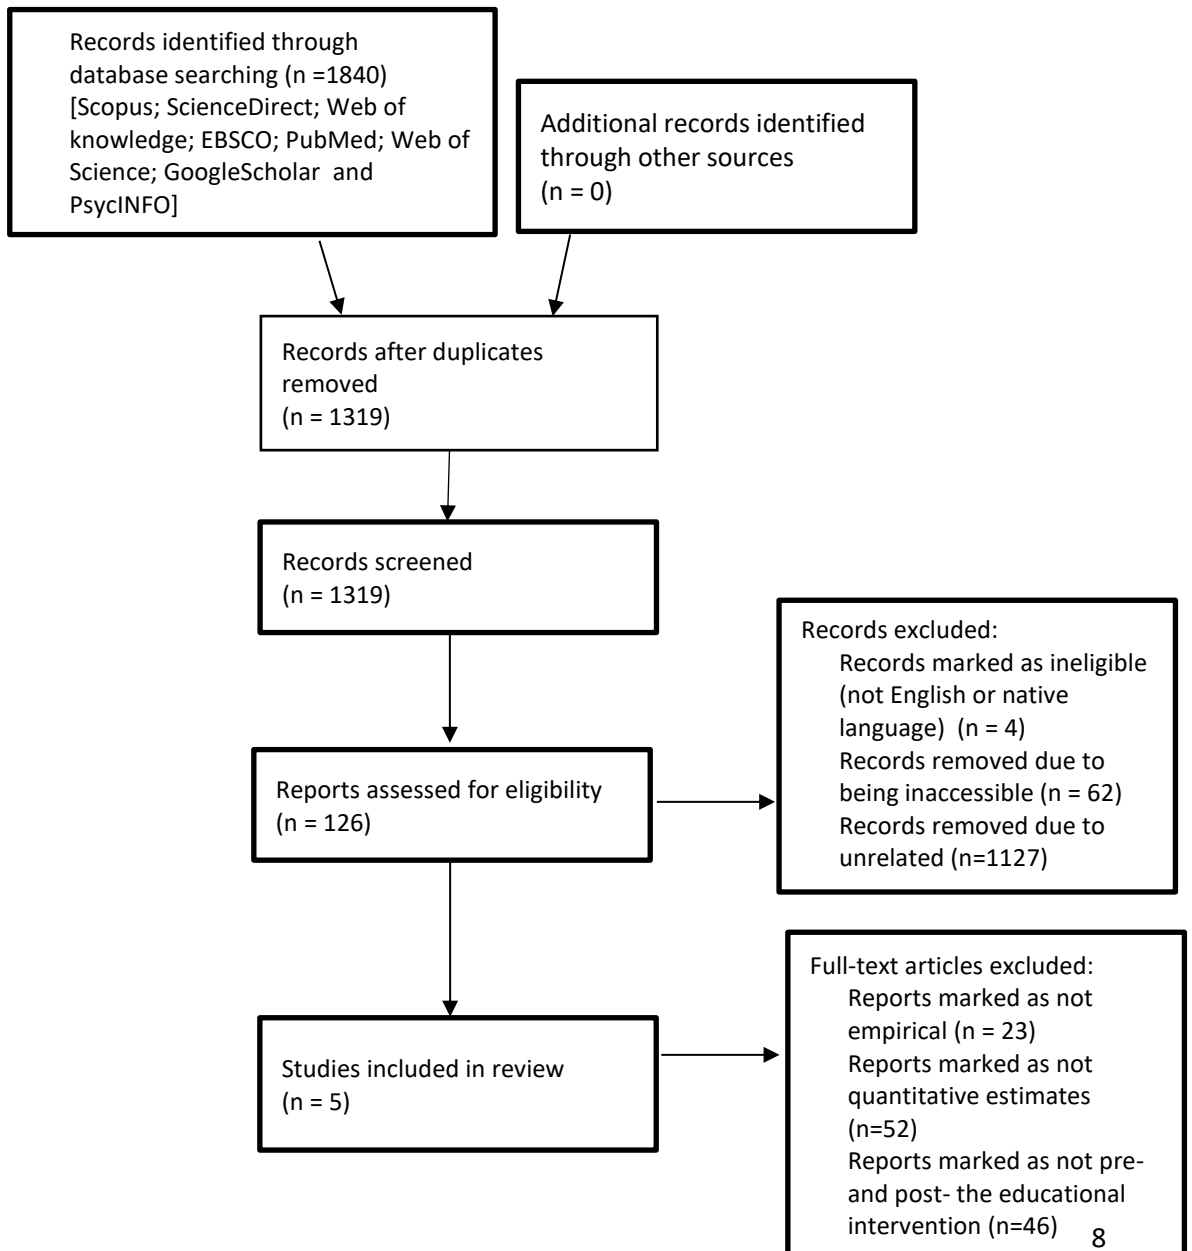 Records identified through
database searching (n =1840)
[Scopus; ScienceDirect; Web of
knowledge; EBSCO; PubMed; Web of
Science; GoogleScholar  and
PsycINFO]
Additional records identified
through other sources
(n = 0)
Records after duplicates
removed
(n = 1319)
Records screened
(n = 1319)
Reports assessed for eligibility
(n = 126)
Records excluded:
Records marked as ineligible
(not English or native
language)  (n = 4)
Records removed due to
being inaccessible (n = 62)
Records removed due to
unrelated (n=1127)
Studies included in review
(n = 5)
Full-text articles excluded:
Reports marked as not
empirical (n = 23)
Reports marked as not
quantitative estimates
(n=52)
Reports marked as not pre-
and post- the educational
intervention (n=46)
8